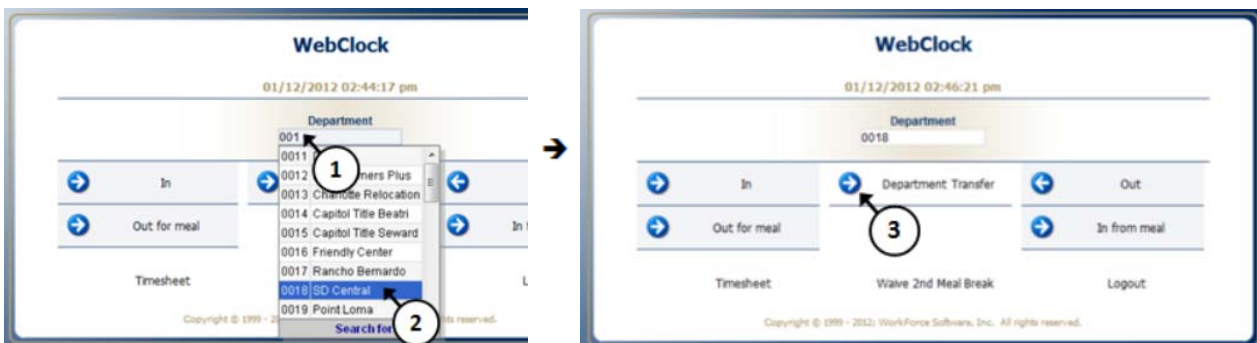 WebClock
01/12/2012 02:44:17 pm
Department
001
0011
1
0012 ners Plus
0013 Charlotte Relocation
0014 Capitol Title Beatri
0015 Capitol Title Seward
0016 Friendly Center
0017 Rancho Bernardo
0018 SD Central
0019 Point Loma
Search for
2
In
Out for meal
In
Timesheet
L
Copyright © 1999 - 20 hts reserved.
WebClock
01/12/2012 02:46:21 pm
Department
0018
In Department Transfer Out
3
Out for meal In from meal
Timesheet Waive 2nd Meal Break Logout
Copyright © 1999 - 2012; WorkForce Software, Inc. All rights reserved.